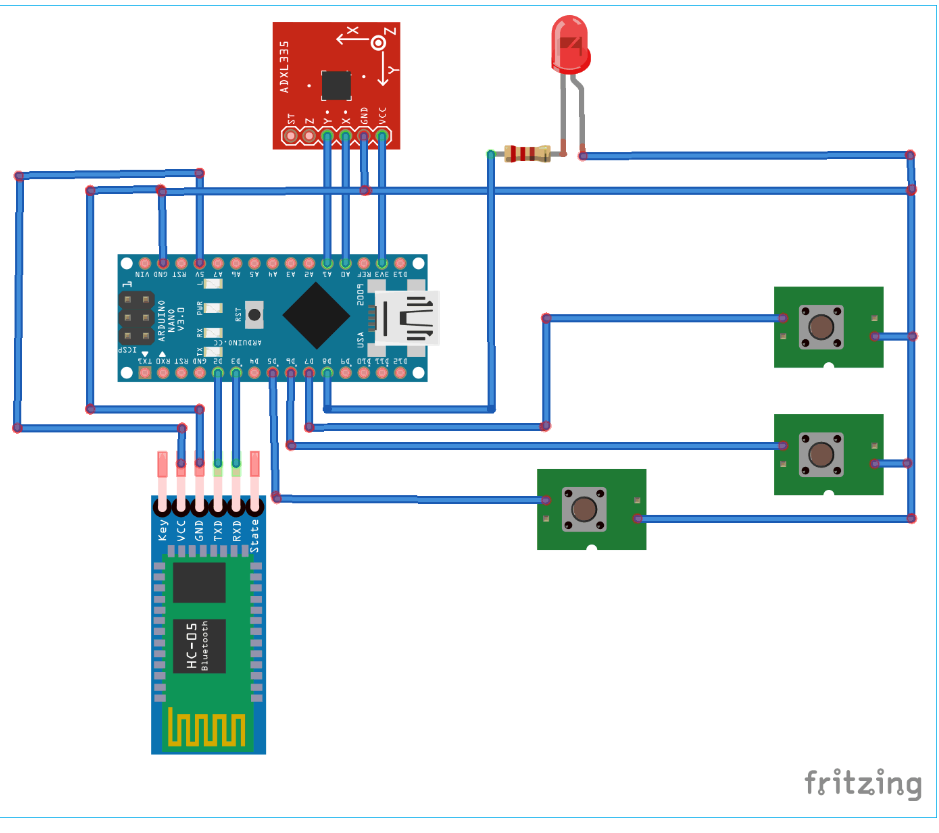 ADXL335
X
Z
Y
ST
Z
Y
X
GND
VCC
VIN
GND
RST
5V
A7
A6
A5
A4
A3
A2
A1
A0
REF
3V3
D13
1
L
PWR
RX
TX
RST
ARDUINO
NANO
V3.0
ICSP
ARDUINO.CC
2009
USA
TX1
RX0
RST
GND
D2
D3
D4
D5
D6
D7
D8
D9
D10
D11
D12
Key
VCC
GND
TXD
RXD
State
HC-05
Bluetooth
fritzing